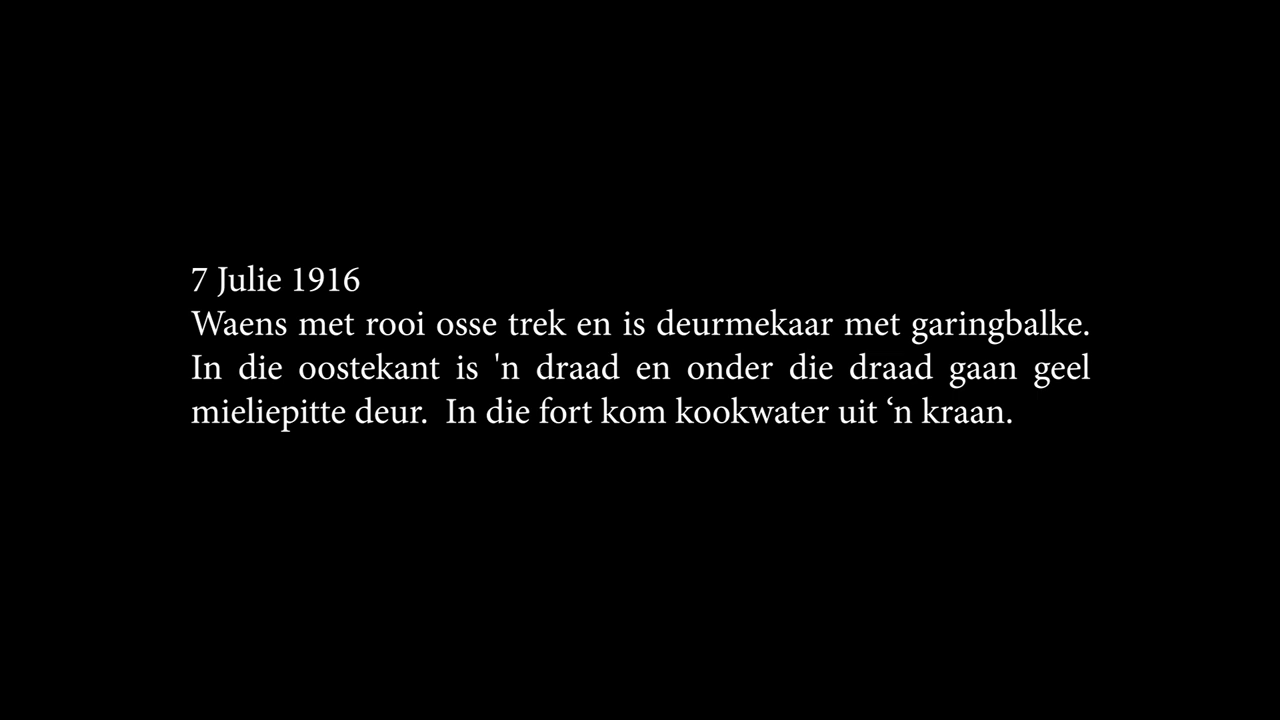 7 Julie 1916
Waens met rooi osse trek en is deurmekaar met garingbalke.
In die oostekant is 'n draad en onder die draad gaan geel
mieliepitte deur.  In die fort kom kookwater uit ‘n kraan.